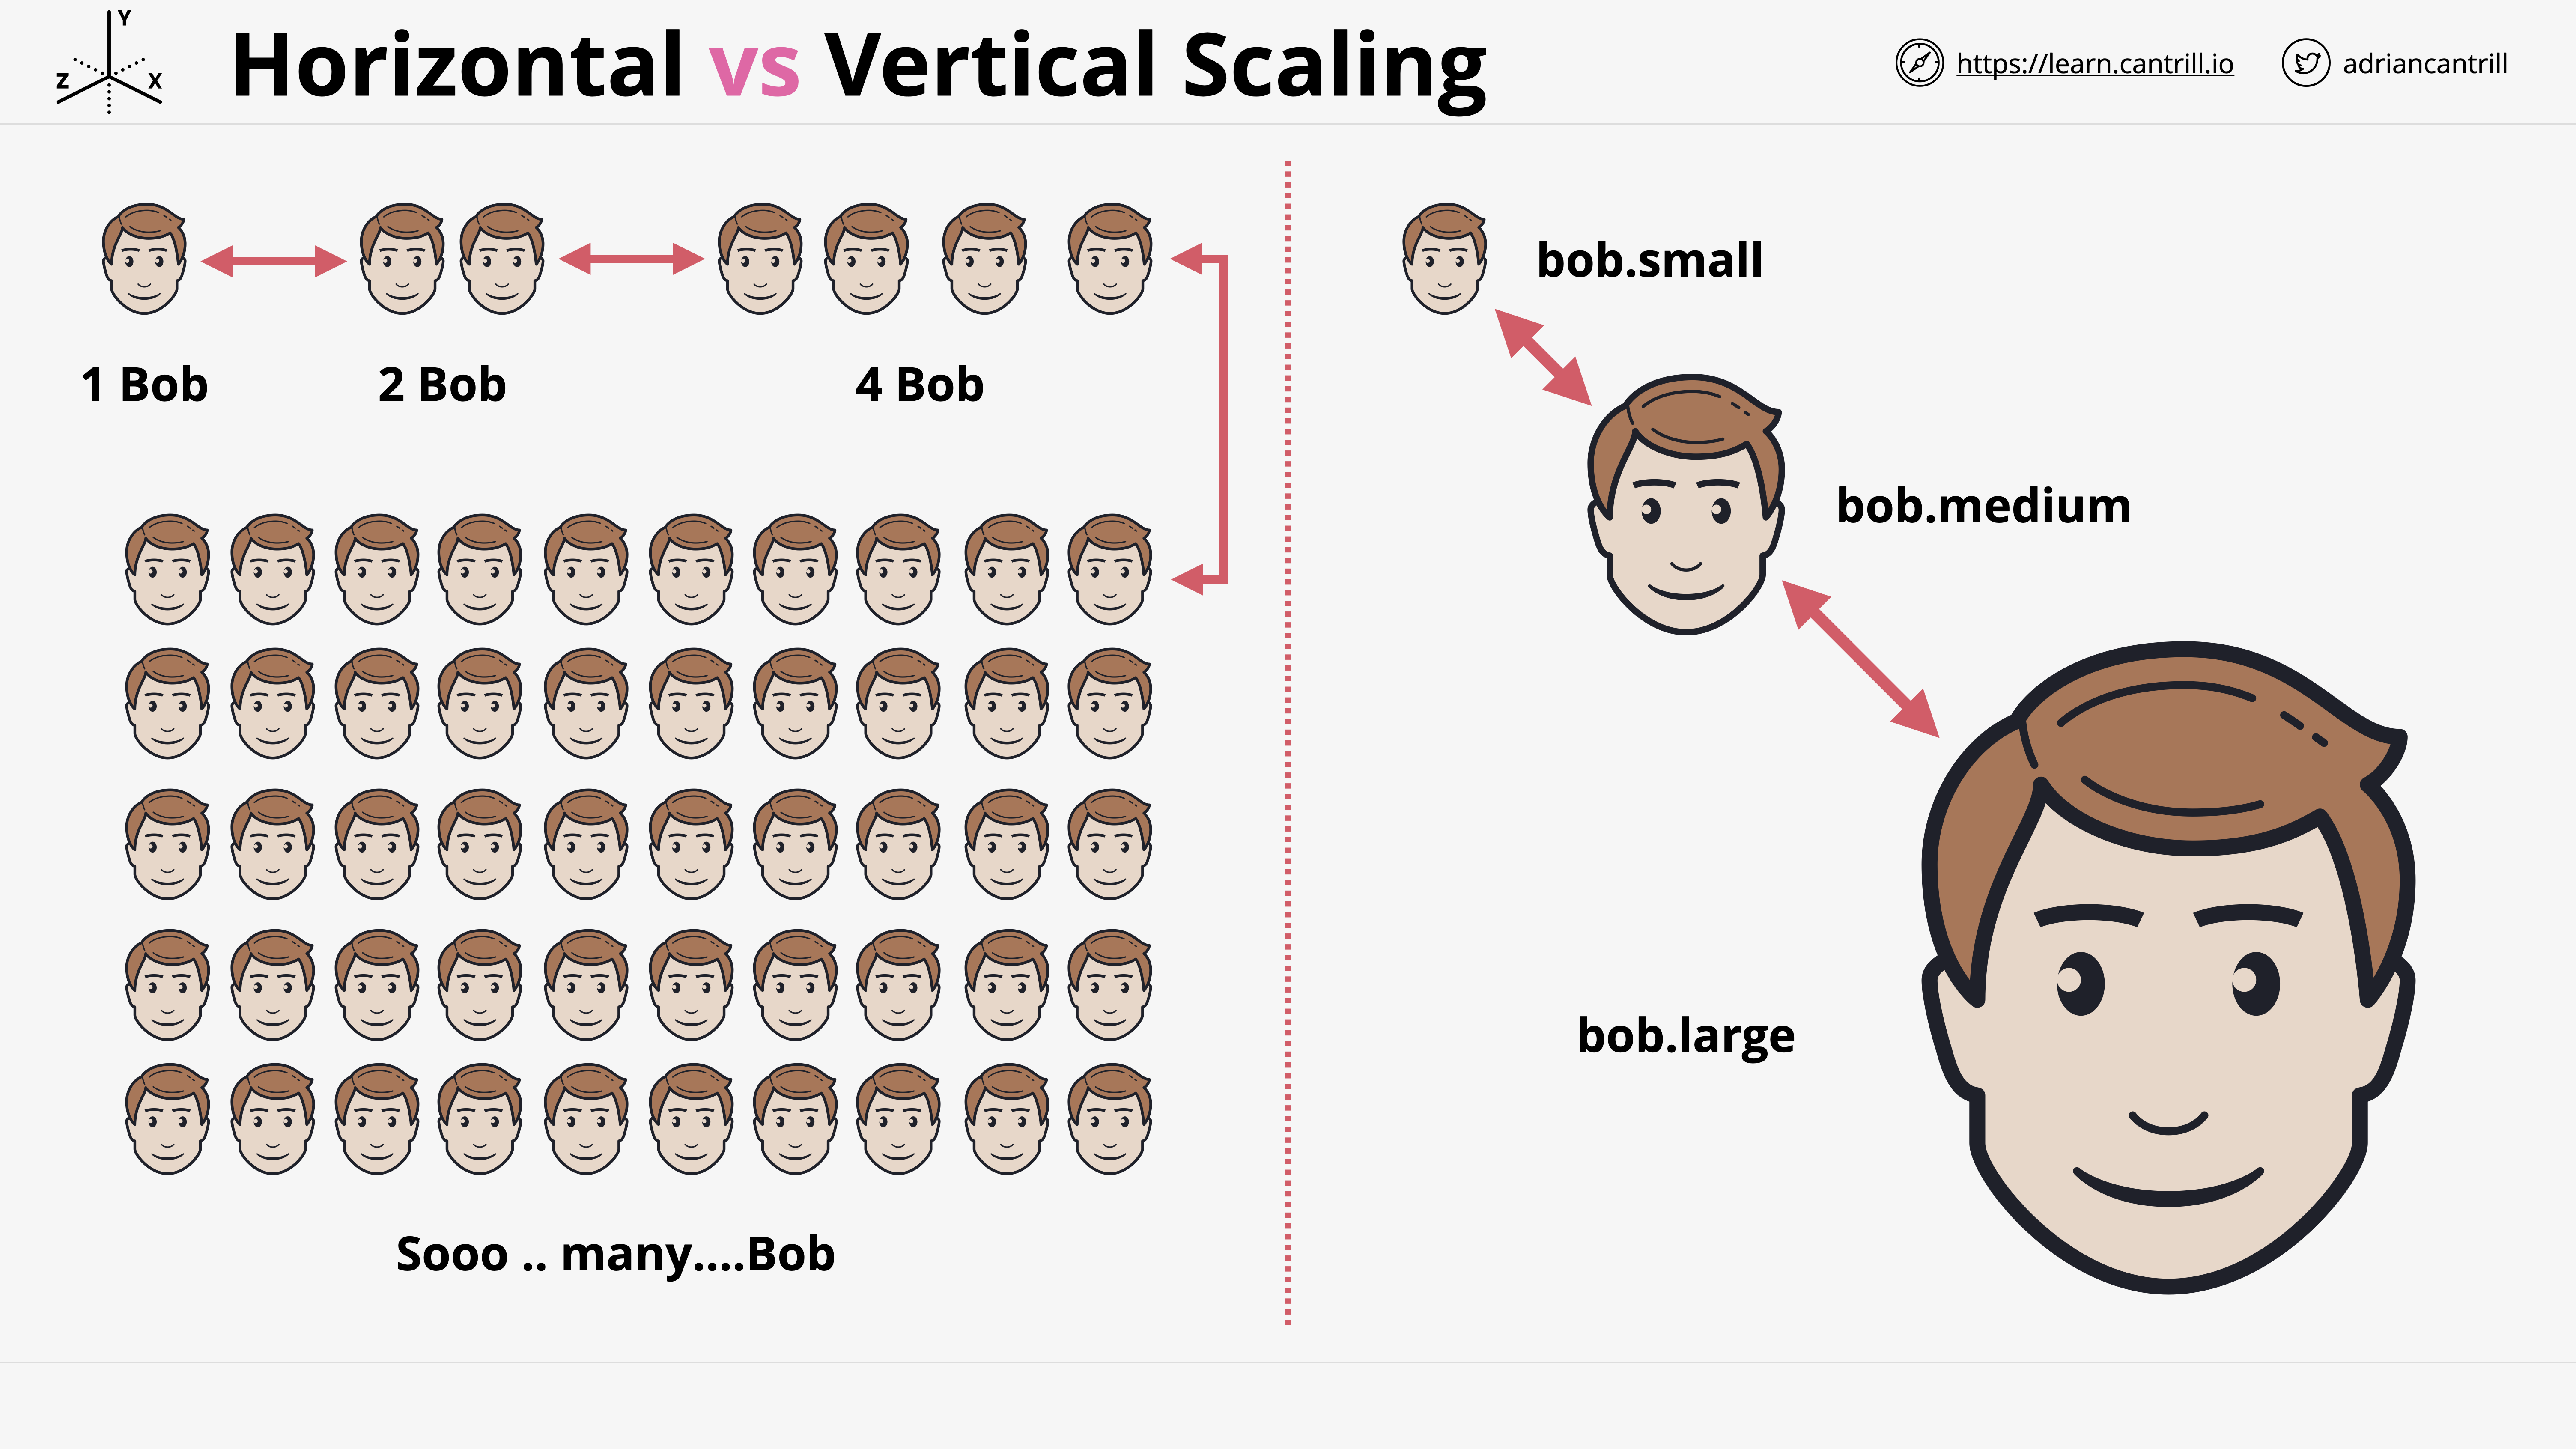 Y
Z
X
Horizontal vs Vertical Scaling
https://learn.cantrill.io
adriancantrill
1 Bob
2 Bob
4 Bob
Sooo .. many....Bob
bob.small
bob.medium
bob.large